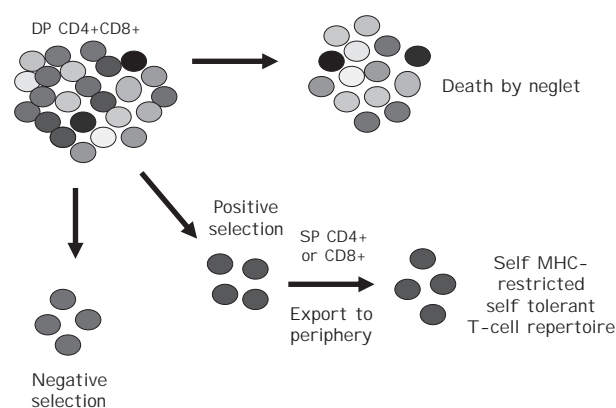 DP CD4+CD8+
Death by neglet
Positive
selection
SP CD4+
or CD8+
Export to
periphery
Self MHC-
restricted
self tolerant
T-cell repertoire
Negative
selection